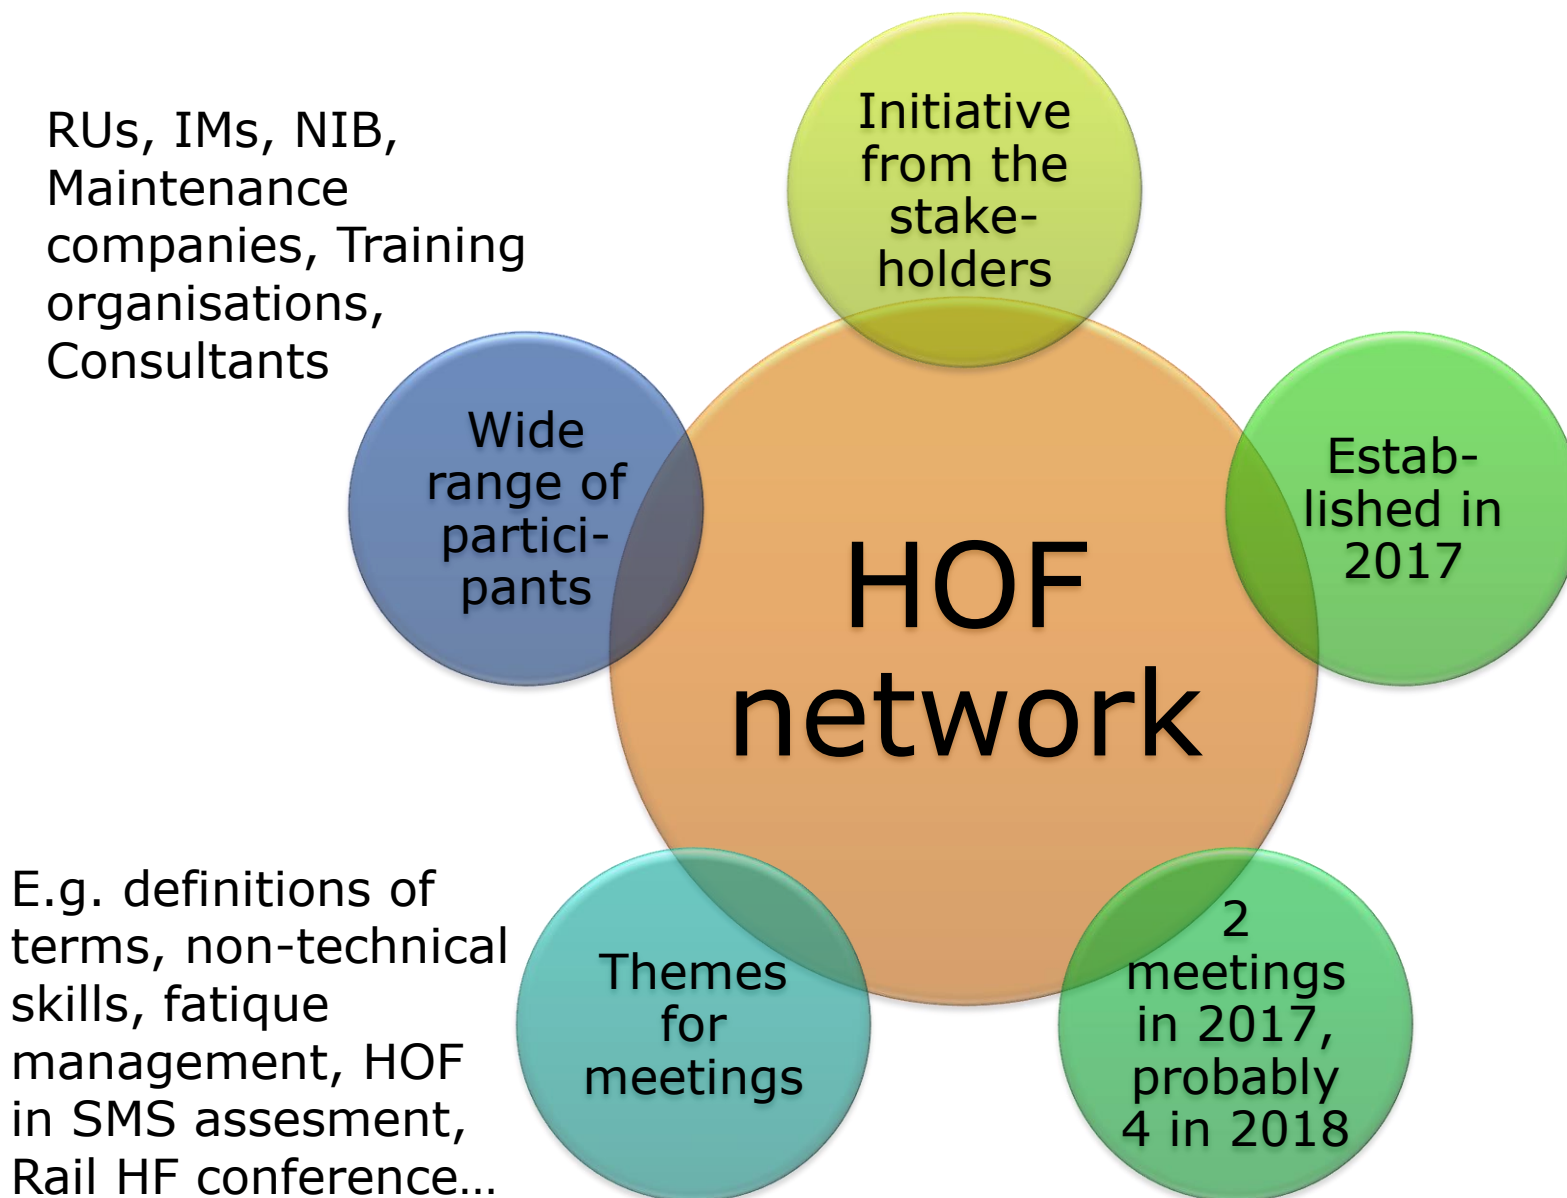 RUs, IMs, NIB,
Maintenance
companies, Training
organisations,
Consultants
Initiative
from the
stake-
holders
Wide
range of
partici-
pants
Estab-
lished in
2017
HOF
network
E.g. definitions of
terms, non-technical
skills, fatique
management, HOF
in SMS assesment,
Rail HF conference…
Themes
for
meetings
2
meetings
in 2017,
probably
4 in 2018